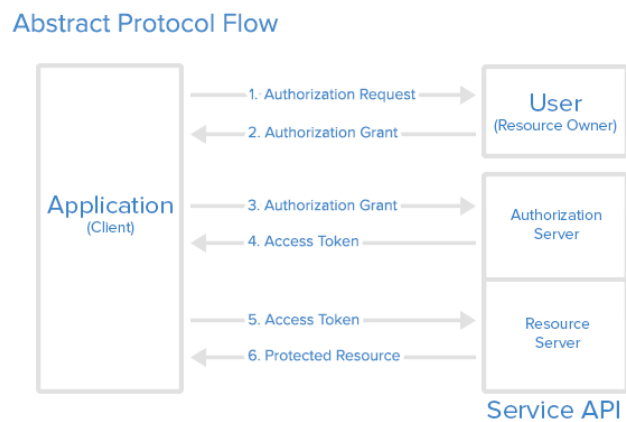 Abstract Protocol Flow
1. Authorization Request
User
(Resource Owner)
2. Authorization Grant
Application
(Client)
3. Authorization Grant
Authorization
Server
4. Access Token
5. Access Token
Resource
Server
6. Protected Resource
Service API